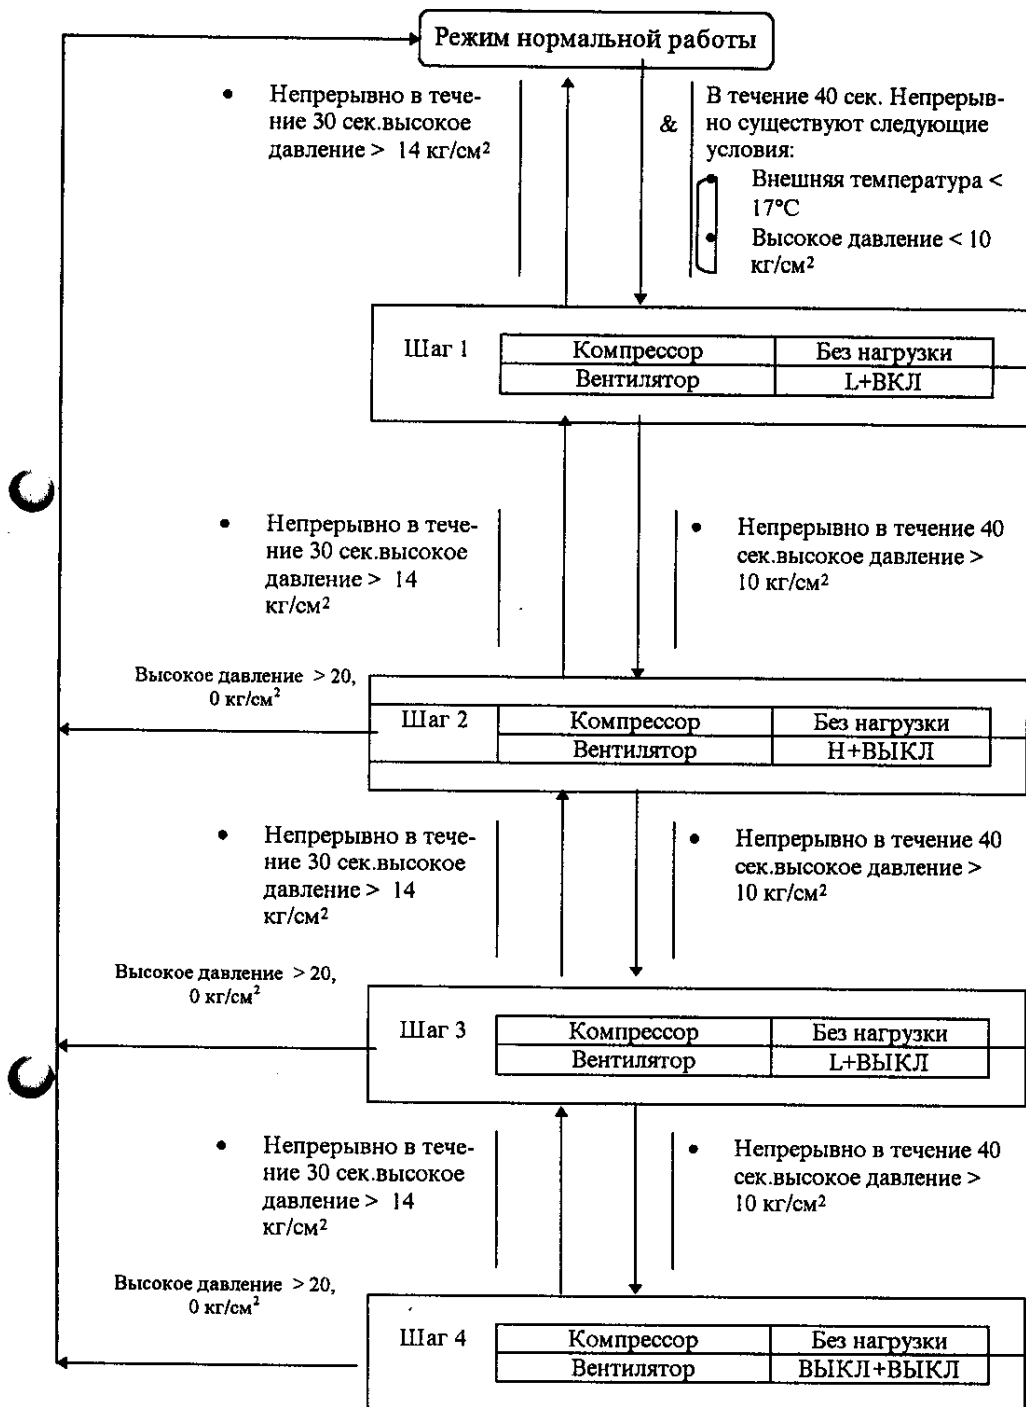 Режим нормальной работы
• Непрерывно в тече-
ние 30 сек.высокое
давление > 14 кг/см²
&
В течение 40 сек. Непрерыв-
но существуют следующие
условия:
• Внешняя температура <
17°C
• Высокое давление < 10
кг/см²
Шаг 1
Компрессор Без нагрузки
Вентилятор L+ВКЛ
• Непрерывно в тече-
ние 30 сек.высокое
давление > 14
кг/см²
• Непрерывно в течение 40
сек.высокое давление >
10 кг/см²
Высокое давление > 20,
0 кг/см²
Шаг 2
Компрессор Без нагрузки
Вентилятор Н+ВЫКЛ
• Непрерывно в тече-
ние 30 сек.высокое
давление > 14
кг/см²
• Непрерывно в течение 40
сек.высокое давление >
10 кг/см²
Высокое давление > 20,
0 кг/см²
Шаг 3
Компрессор Без нагрузки
Вентилятор L+ВЫКЛ
• Непрерывно в тече-
ние 30 сек.высокое
давление > 14
кг/см²
• Непрерывно в течение 40
сек.высокое давление >
10 кг/см²
Высокое давление > 20,
0 кг/см²
Шаг 4
Компрессор Без нагрузки
Вентилятор ВЫКЛ+ВЫКЛ